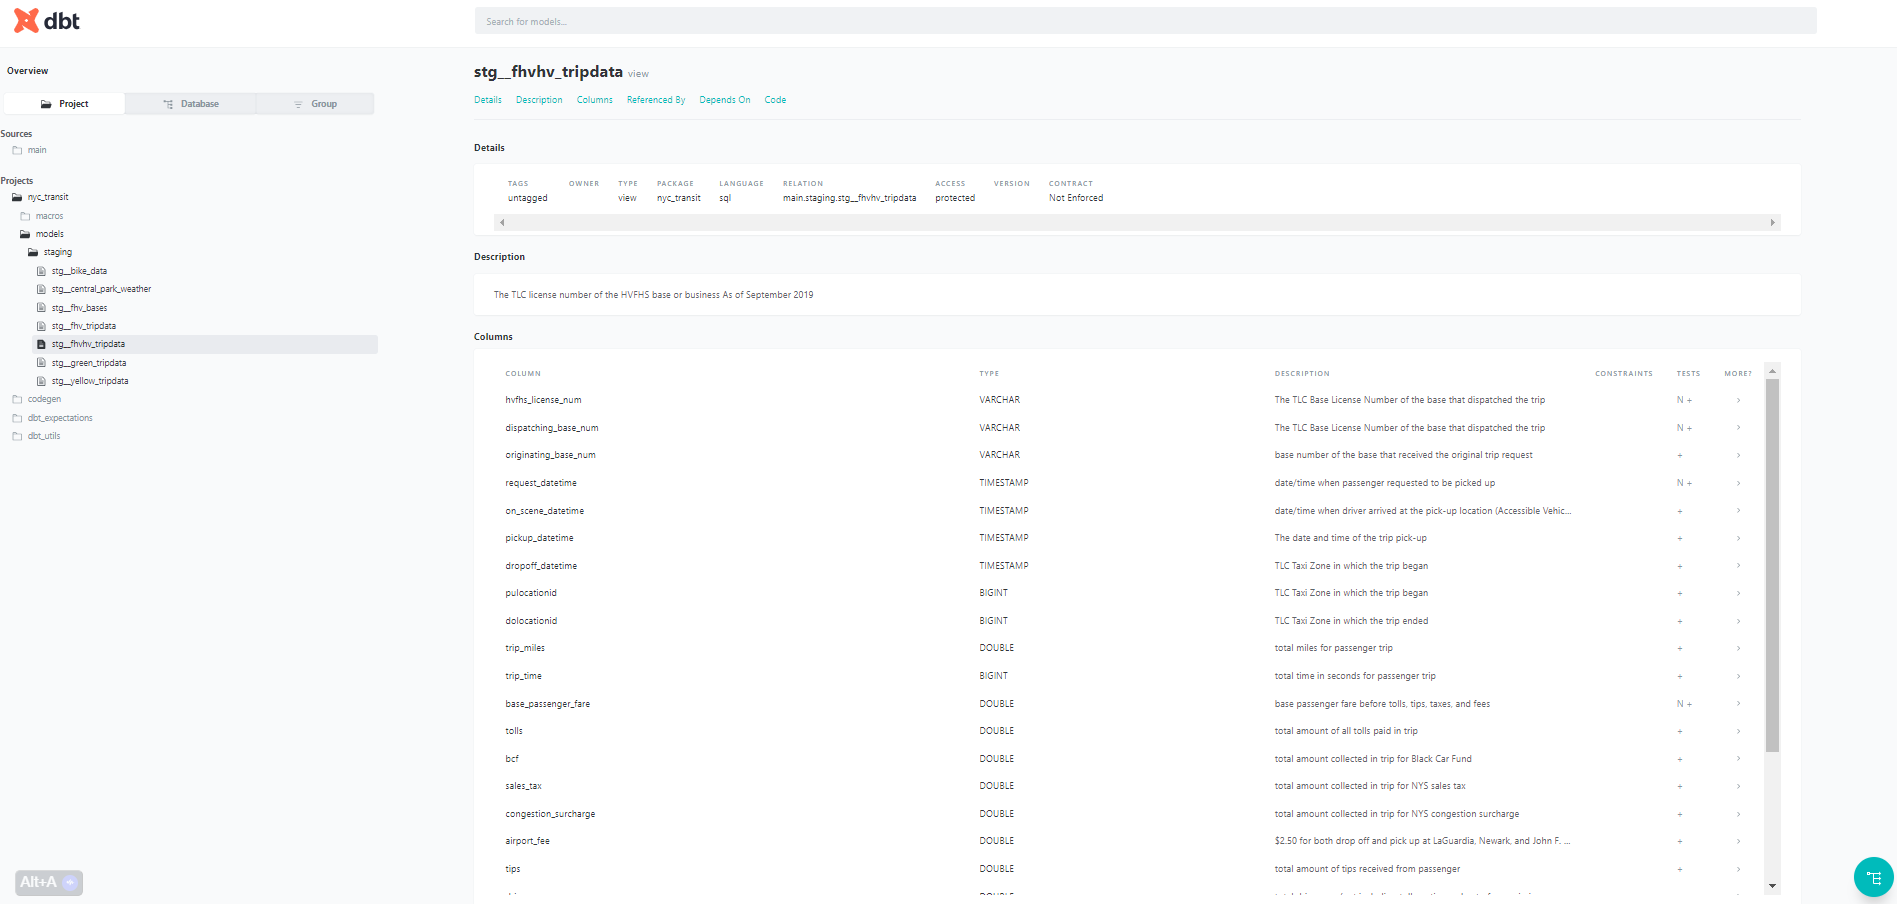 dbt
Search for models...
Overview
Project Database Group
Sources
main
Projects
nyc_transit
macros
models
staging
stg__bike_data
stg__central_park_weather
stg__fhv_bases
stg__fhv_tripdata
stg__fhvhv_tripdata
stg__green_tripdata
stg__yellow_tripdata
codegen
dbt_expectations
dbt_utils
Alt+A
stg__fhvhv_tripdata view
Details Description Columns Referenced By Depends On Code
Details
TAGS OWNER TYPE PACKAGE LANGUAGE RELATION ACCESS VERSION CONTRACT
untagged view nyc_transit sql main.staging.stg__fhvhv_tripdata protected Not Enforced
Description
The TLC license number of the HVFHS base or business As of September 2019
Columns
COLUMN TYPE DESCRIPTION CONSTRAINTS TESTS MORE?
hvfhs_license_num VARCHAR The TLC Base License Number of the base that dispatched the trip N +
dispatching_base_num VARCHAR The TLC Base License Number of the base that dispatched the trip N +
originating_base_num VARCHAR base number of the base that received the original trip request +
request_datetime TIMESTAMP date/time when passenger requested to be picked up N +
on_scene_datetime TIMESTAMP date/time when driver arrived at the pick-up location (Accessible Vehic... +
pickup_datetime TIMESTAMP The date and time of the trip pick-up +
dropoff_datetime TIMESTAMP TLC Taxi Zone in which the trip began +
pulocationid BIGINT TLC Taxi Zone in which the trip began +
dolocationid BIGINT TLC Taxi Zone in which the trip ended +
trip_miles DOUBLE total miles for passenger trip +
trip_time BIGINT total time in seconds for passenger trip +
base_passenger_fare DOUBLE base passenger fare before tolls, tips, taxes, and fees N +
tolls DOUBLE total amount of all tolls paid in trip +
bcf DOUBLE total amount collected in trip for Black Car Fund +
sales_tax DOUBLE total amount collected in trip for NYS sales tax +
congestion_surcharge DOUBLE total amount collected in trip for NYS congestion surcharge +
airport_fee DOUBLE $2.50 for both drop off and pick up at LaGuardia, Newark, and John F. ... +
tips DOUBLE total amount of tips received from passenger +